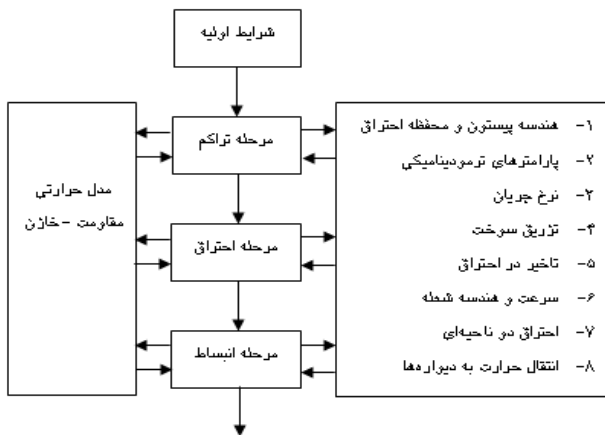 شرایط اولیه
مرحله تراکم
مرحله احتراق
مرحله انبساط
۱- هندسه پیستون و محفظه احتراق
۲- پارامترهای ترمودینامیکی
۳- نرخ جریان
۴- تزریق سوخت
۵- تاخیر در احتراق
۶- سرعت و هندسه شعله
۷- احتراق دو ناحیه‌ای
۸- انتقال حرارت به دیواره‌ها
مدل حرارتی
مقاومت - خازن